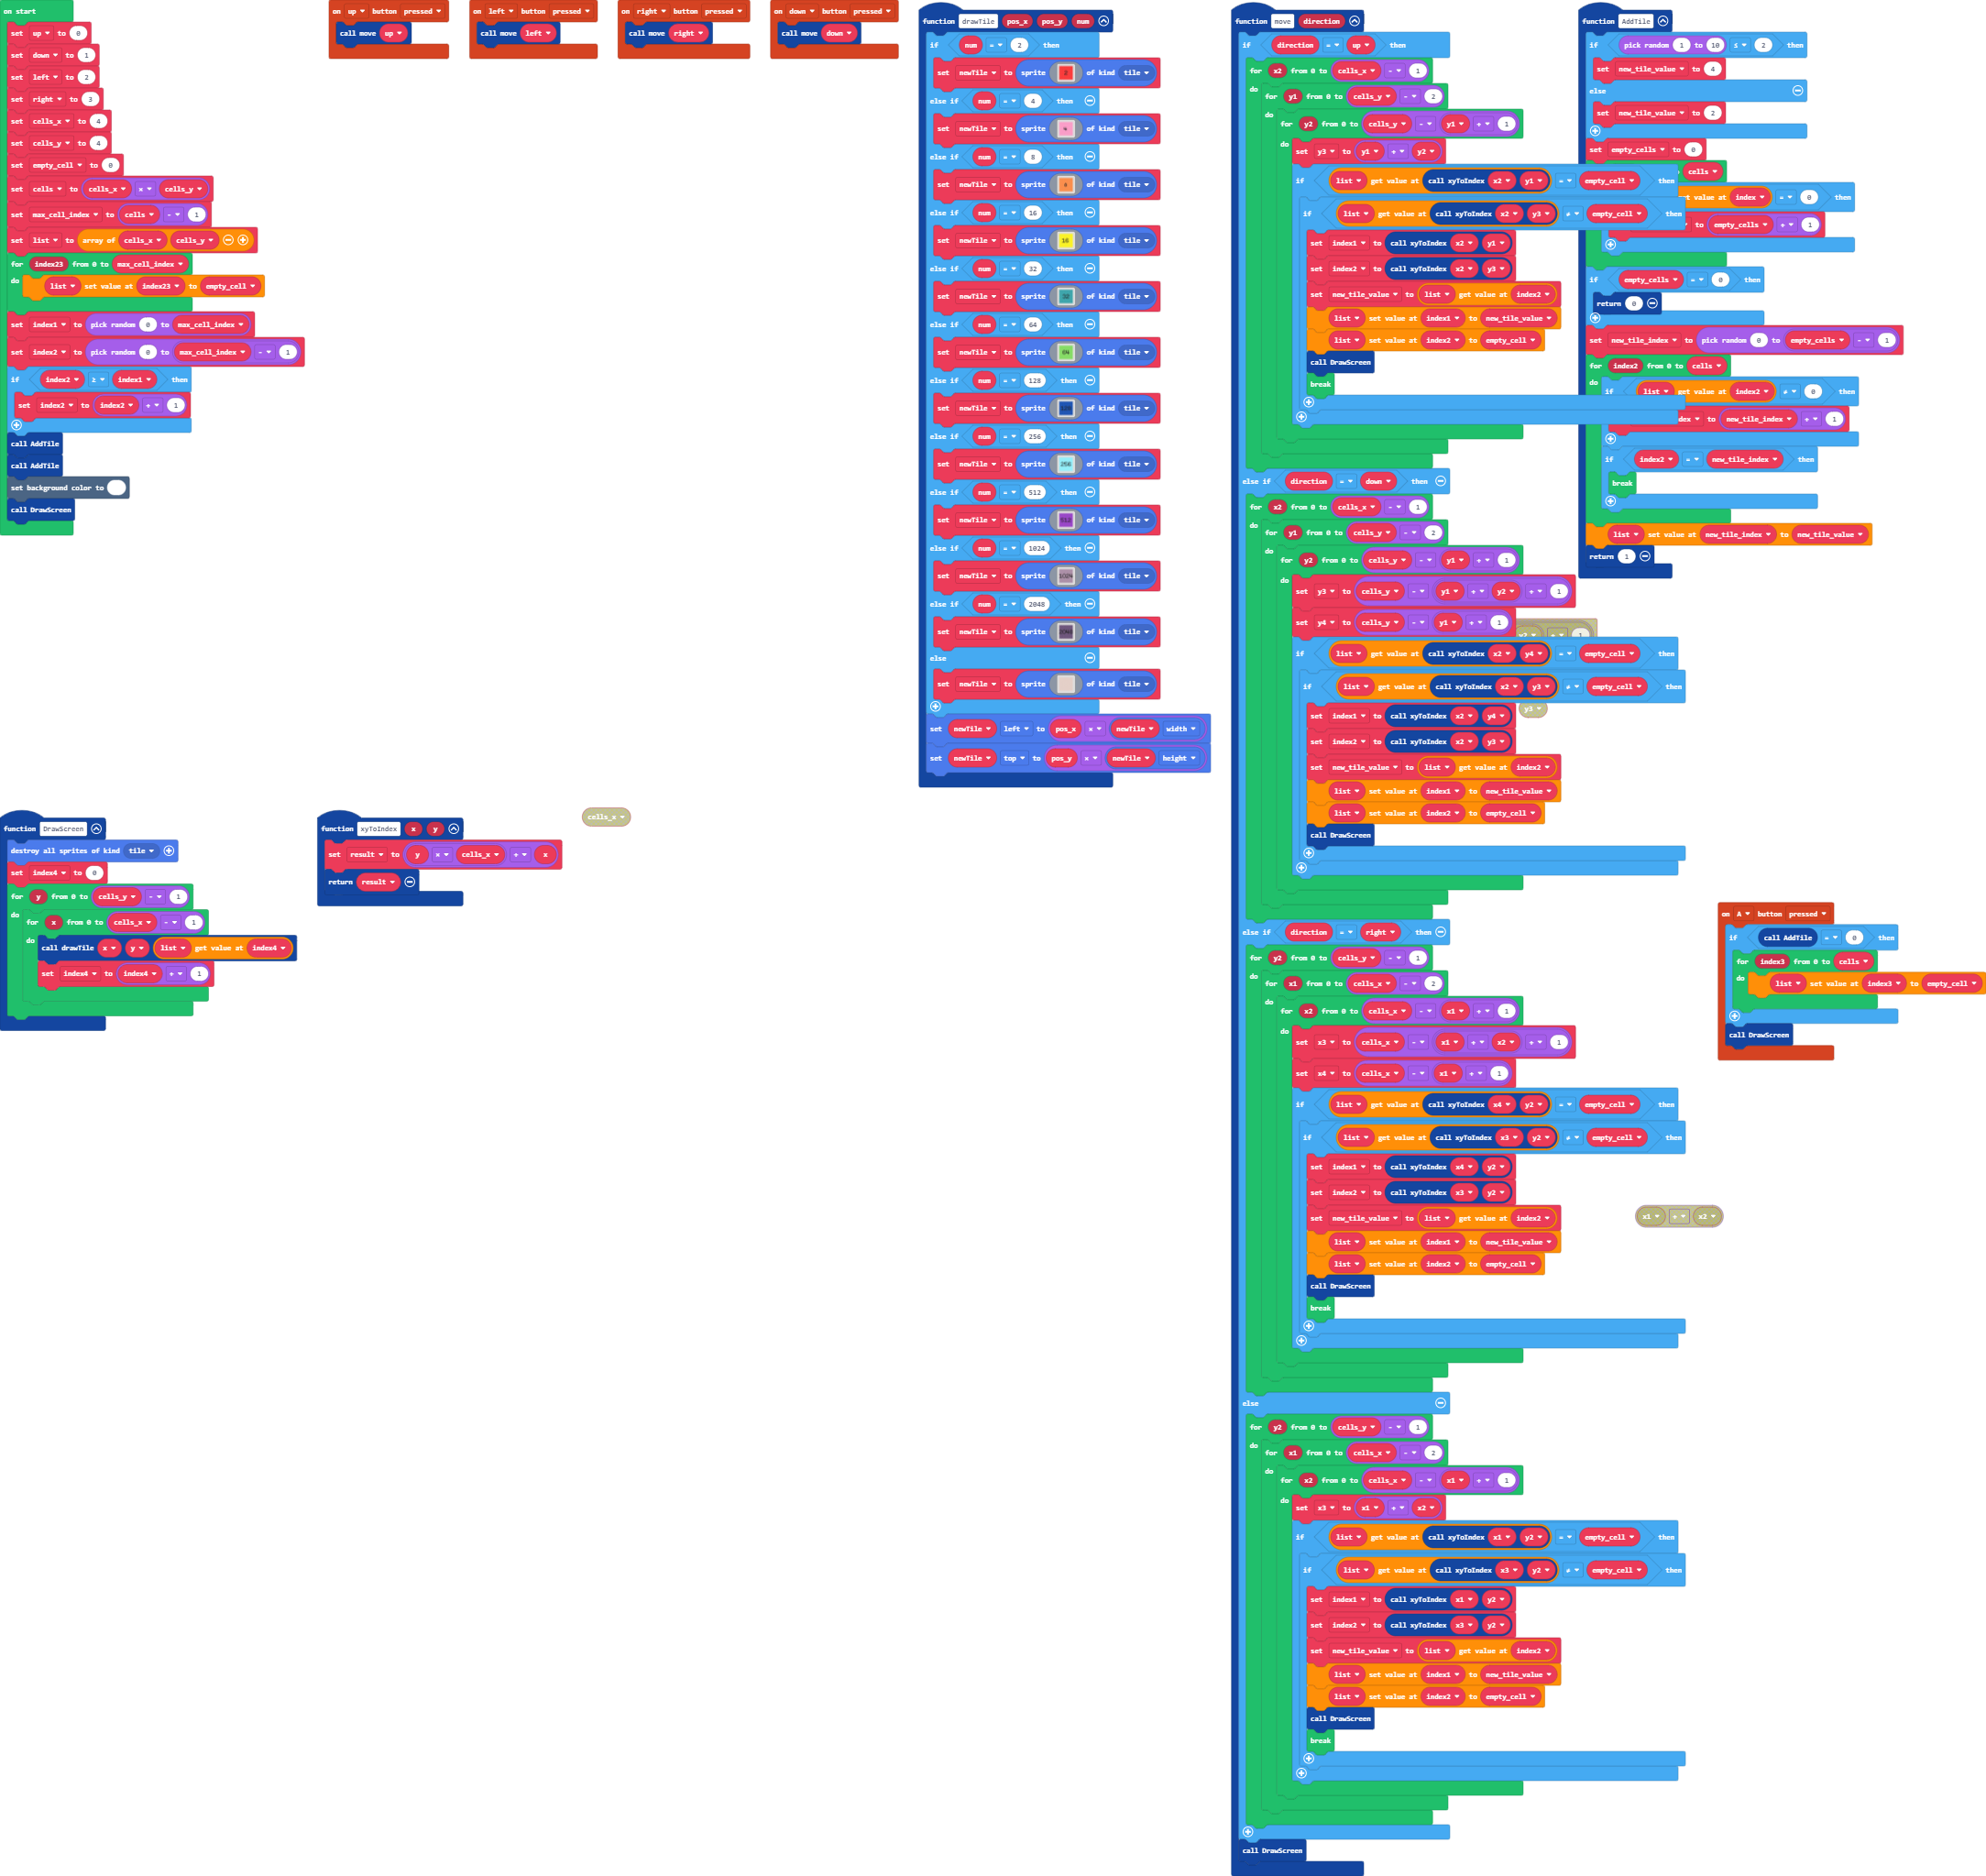 on start
set up to 0
set down to 1
set left to 2
set right to 3
set cells_x to 4
set cells_y to 4
set empty_cell to 0
set cells to cells_x × cells_y
set max_cell_index to cells - 1
set list to array of cells_x cells_y
for index23 from 0 to max_cell_index
do list set value at index23 to empty_cell
set index1 to pick random 0 to max_cell_index
set index2 to pick random 0 to max_cell_index - 1
if index2 ≥ index1 then
set index2 to index2 + 1
call AddTile
call AddTile
set background color to
call DrawScreen
on up button pressed
call move up
on left button pressed
call move left
on right button pressed
call move right
on down button pressed
call move down
function drawTile pos_x pos_y num
if num = 2 then
set newTile to sprite 2 of kind tile
else if num = 4 then
set newTile to sprite 4 of kind tile
else if num = 8 then
set newTile to sprite 8 of kind tile
else if num = 16 then
set newTile to sprite 16 of kind tile
else if num = 32 then
set newTile to sprite 32 of kind tile
else if num = 64 then
set newTile to sprite 64 of kind tile
else if num = 128 then
set newTile to sprite of kind tile
else if num = 256 then
set newTile to sprite 256 of kind tile
else if num = 512 then
set newTile to sprite 512 of kind tile
else if num = 1024 then
set newTile to sprite of kind tile
else if num = 2048 then
set newTile to sprite of kind tile
else
set newTile to sprite of kind tile
set newTile left to pos_x × newTile width
set newTile top to pos_y × newTile height
function move direction
if direction = up then
for x2 from 0 to cells_x - 1
do for y1 from 0 to cells_y - 2
do for y2 from 0 to cells_y - y1 + 1
do set y3 to y1 + y2
if list get value at call xyToIndex x2 y1 = empty_cell then
if list get value at call xyToIndex x2 y3 ≠ empty_cell then
set index1 to call xyToIndex x2 y1
set index2 to call xyToIndex x2 y3
set new_tile_value to list get value at index2
list set value at index1 to new_tile_value
list set value at index2 to empty_cell
call DrawScreen
break
else if direction = down then
for x2 from 0 to cells_x - 1
do for y1 from 0 to cells_y - 2
do for y2 from 0 to cells_y - y1 + 1
do set y3 to cells_y - y1 + y2 + 1
set y4 to cells_y - y1 + 1
if list get value at call xyToIndex x2 y4 = empty_cell then
if list get value at call xyToIndex x2 y3 ≠ empty_cell then
set index1 to call xyToIndex x2 y4
set index2 to call xyToIndex x2 y3
set new_tile_value to list get value at index2
list set value at index1 to new_tile_value
list set value at index2 to empty_cell
call DrawScreen
else if direction = right then
for y2 from 0 to cells_y - 1
do for x1 from 0 to cells_x - 2
do for x2 from 0 to cells_x - x1 + 1
do set x3 to cells_x - x1 + x2 + 1
set x4 to cells_x - x1 + 1
if list get value at call xyToIndex x4 y2 = empty_cell then
if list get value at call xyToIndex x3 y2 ≠ empty_cell then
set index1 to call xyToIndex x4 y2
set index2 to call xyToIndex x3 y2
set new_tile_value to list get value at index2
list set value at index1 to new_tile_value
list set value at index2 to empty_cell
call DrawScreen
break
else
for y2 from 0 to cells_y - 1
do for x1 from 0 to cells_x - 2
do for x2 from 0 to cells_x - x1 + 1
do set x3 to x1 + x2
if list get value at call xyToIndex x1 y2 = empty_cell then
if list get value at call xyToIndex x3 y2 ≠ empty_cell then
set index1 to call xyToIndex x1 y2
set index2 to call xyToIndex x3 y2
set new_tile_value to list get value at index2
list set value at index1 to new_tile_value
list set value at index2 to empty_cell
call DrawScreen
break
call DrawScreen
function AddTile
if pick random 1 to 10 ≤ 2 then
set new_tile_value to 4
else
set new_tile_value to 2
set empty_cells to 0
cells
value at index = 0 then
to empty_cells + 1
if empty_cells = 0 then
return 0
set new_tile_index to pick random 0 to empty_cells - 1
for index2 from 0 to cells
do if list get value at index2 ≠ 0 then
to new_tile_index + 1
if index2 = new_tile_index then
break
list set value at new_tile_index to new_tile_value
return 1
y2 + 1
y1
function DrawScreen
destroy all sprites of kind tile
set index4 to 0
for y from 0 to cells_y - 1
do for x from 0 to cells_x - 1
do call drawTile x y list get value at index4
set index4 to index4 + 1
function xyToIndex x y
set result to y × cells_x + x
return result
cells_x
on A button pressed
if call AddTile = 0 then
for index3 from 0 to cells
do list set value at index3 to empty_cell
call DrawScreen
x1 + x2